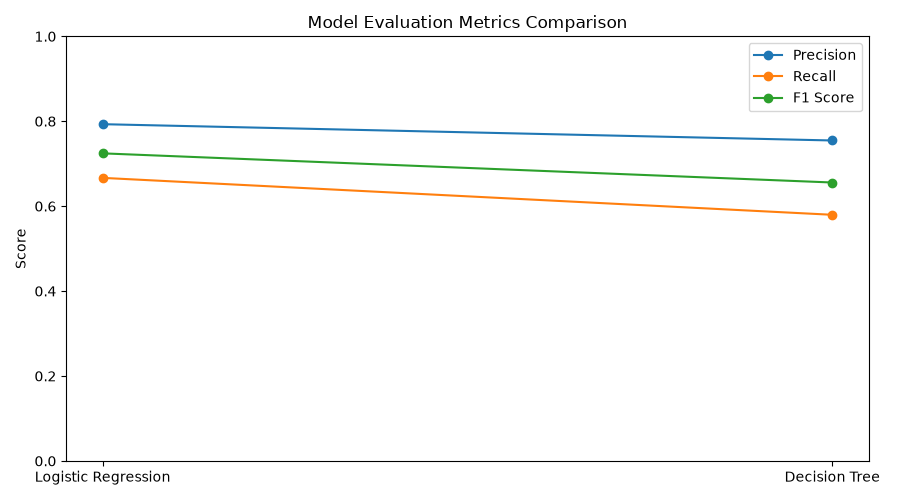 Model Evaluation Metrics Comparison
1.0
0.8
0.6
0.4
0.2
0.0
Score
Precision
Recall
F1 Score
Logistic Regression
Decision Tree